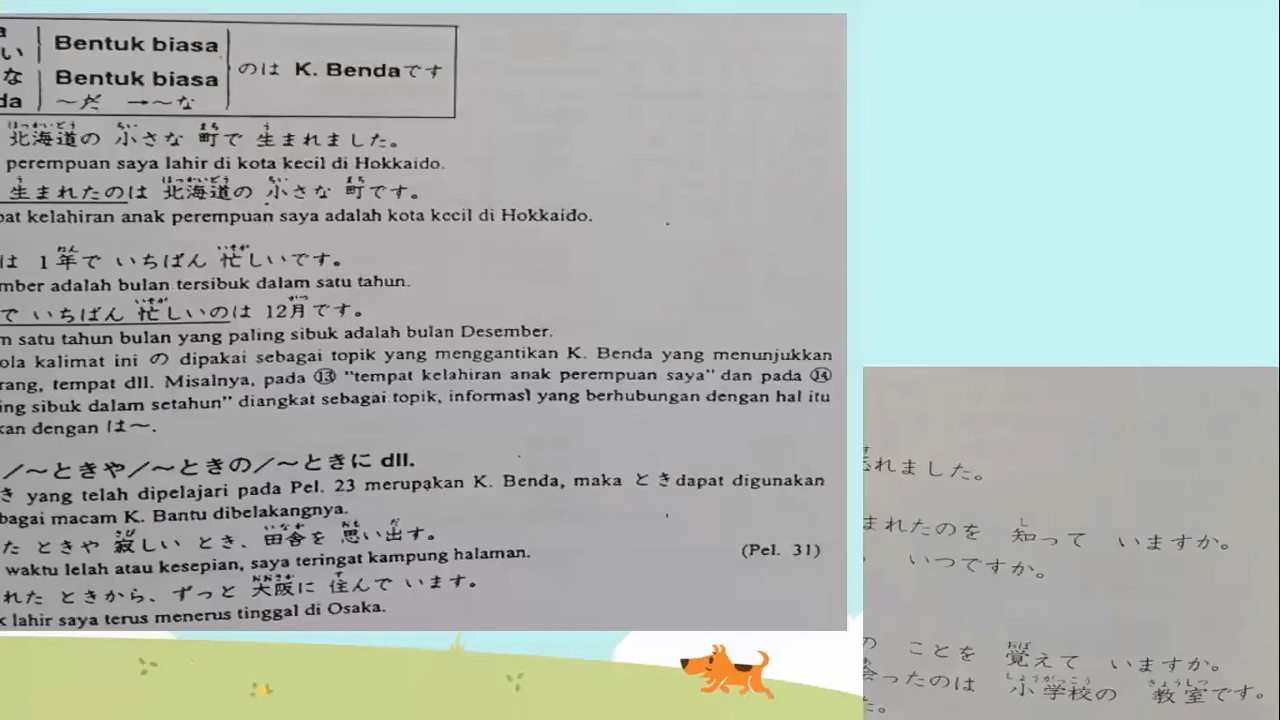 a
い Bentuk biasa
な Bentuk biasa のは K. Bendaです
da ～だ →～な
北海道の 小さな 町で 生まれました。
perempuan saya lahir di kota kecil di Hokkaido.
生まれたのは 北海道の 小さな 町です。
pat kelahiran anak perempuan saya adalah kota kecil di Hokkaido.
は 1年で いちばん 忙しいです。
mber adalah bulan tersibuk dalam satu tahun.
で いちばん 忙しいのは 12月です。
m satu tahun bulan yang paling sibuk adalah bulan Desember.
ola kalimat ini の dipakai sebagai topik yang menggantikan K. Benda yang menunjukkan
rang, tempat dll. Misalnya, pada ⑬ “tempat kelahiran anak perempuan saya” dan pada ⑭
ing sibuk dalam setahun” diangkat sebagai topik, informasi yang berhubungan dengan hal itu
kan dengan は～.
／～ときや／～ときの／～ときに dll.
き yang telah dipelajari pada Pel. 23 merupakan K. Benda, maka とき dapat digunakan
bagai macam K. Bantu dibelakangnya.
た ときや 寂しい とき、田舎を 思い出す。
waktu lelah atau kesepian, saya teringat kampung halaman. (Pel. 31)
れた ときから、ずっと 大阪に 住んで います。
k lahir saya terus menerus tinggal di Osaka.
れました。
まれたのを 知って いますか。
いつですか。
の ことを 覚えて いますか。
会ったのは 小学校の 教室です。
た。